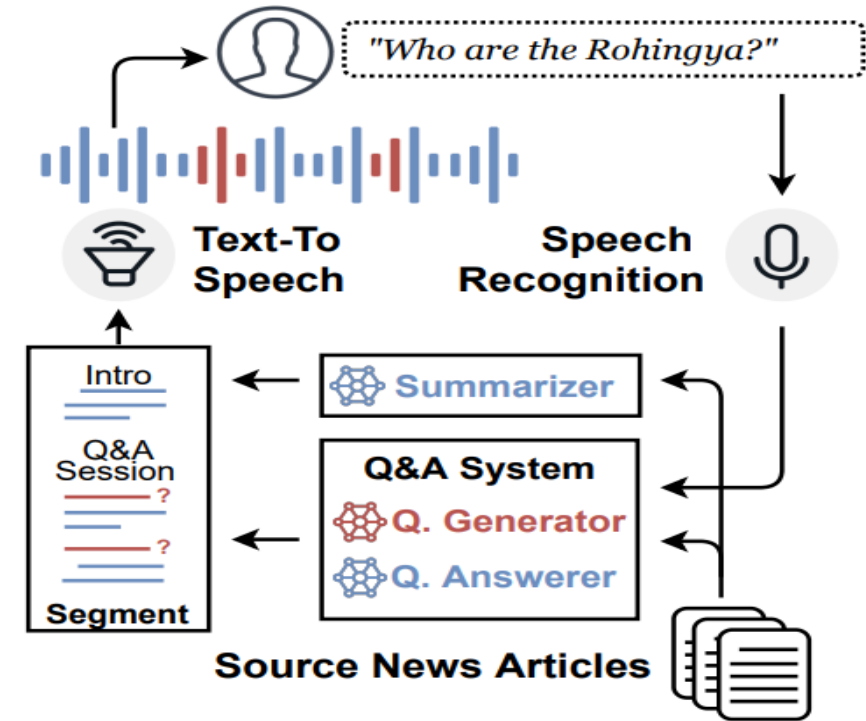 "Who are the Rohingya?"
Text-To
Speech
Speech
Recognition
Intro
Q&A
Session
?
?
Segment
Summarizer
Q&A System
Q. Generator
Q. Answerer
Source News Articles